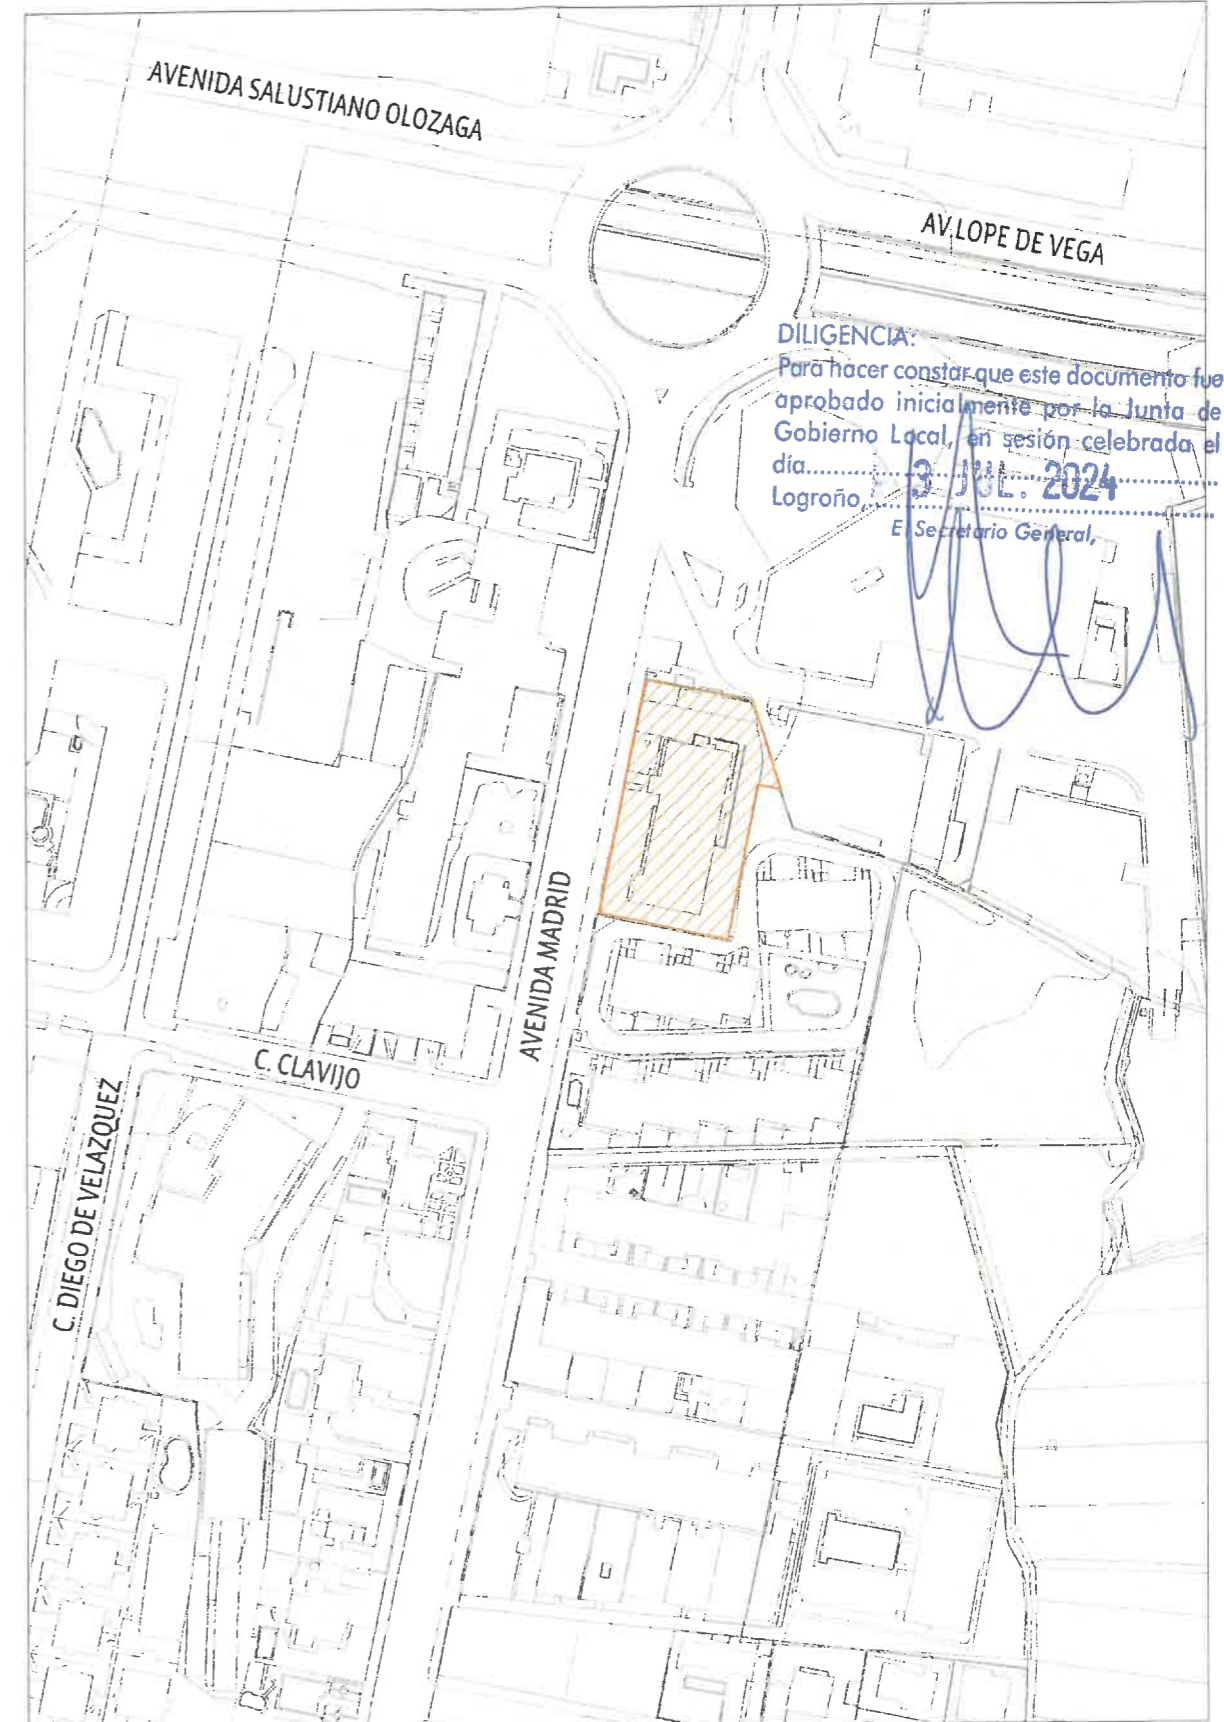 AVENIDA SALUSTIANO OLOZAGA
AV.LOPE DE VEGA
DILIGENCIA:
Para hacer constar que este documento fue
aprobado inicialmente por la Junta de
Gobierno Local, en sesión celebrada el
día.......... 3 JUL. 2024 ..........
Logroño,..........
El Secretario General,
AVENIDA MADRID
C. CLAVIJO
C. DIEGO DE VELAZQUEZ